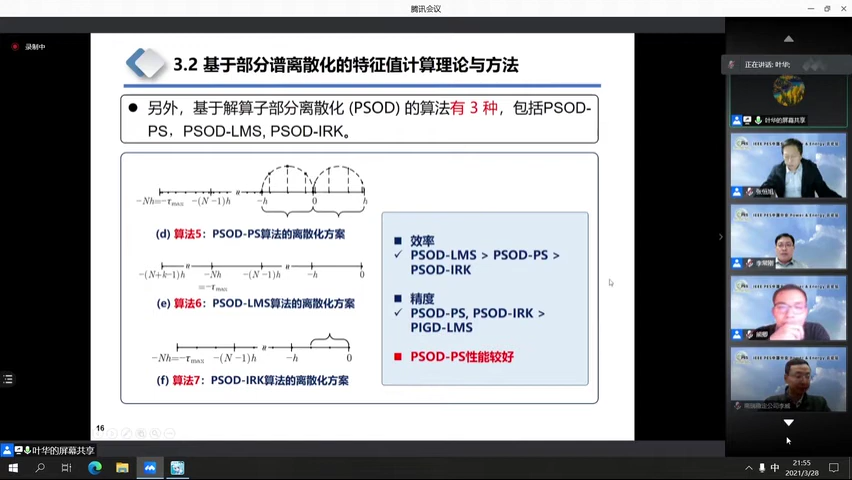 腾讯会议
录制中
3.2 基于部分谱离散化的特征值计算理论与方法
● 另外，基于解算子部分离散化 (PSOD) 的算法有 3 种，包括PSOD-
PS，PSOD-LMS, PSOD-IRK。
−Nh=−τmax −(N −1)h −h 0 h
(d) 算法5：PSOD-PS算法的离散化方案
−(N+k−1)h −Nh −(N −1)h −h 0
=−τmax
(e) 算法6：PSOD-LMS算法的离散化方案
−Nh=−τmax −(N −1)h −h 0
(f) 算法7：PSOD-IRK算法的离散化方案
■ 效率
✓ PSOD-LMS > PSOD-PS >
PSOD-IRK
■ 精度
✓ PSOD-PS, PSOD-IRK >
PIGD-LMS
■ PSOD-PS性能较好
16
正在讲话: 叶华;
叶华的屏幕共享
张恒旭
李常刚
叶华的屏幕共享
中
21:55
2021/3/28